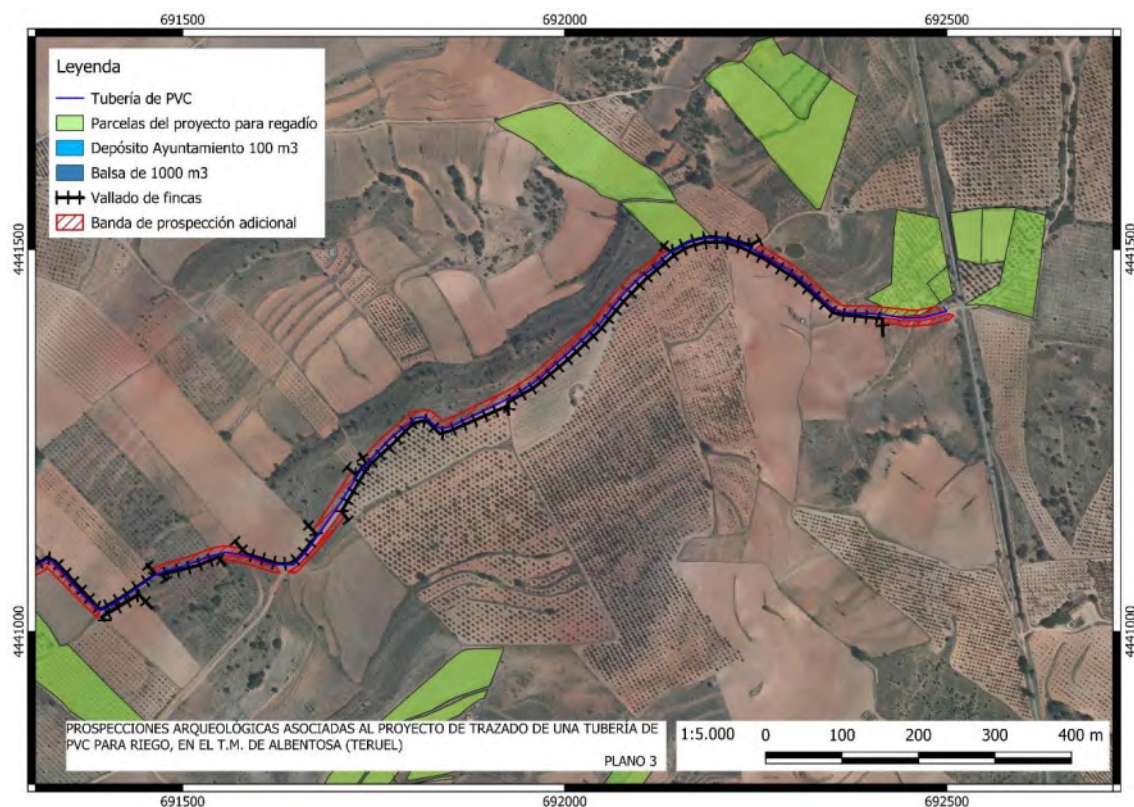 691500 692000 692500
Leyenda
Tubería de PVC
Parcelas del proyecto para regadío
Depósito Ayuntamiento 100 m3
Balsa de 1000 m3
Vallado de fincas
Banda de prospección adicional
4441500 4441500
4441000 4441000
PROSPECCIONES ARQUEOLÓGICAS ASOCIADAS AL PROYECTO DE TRAZADO DE UNA TUBERÍA DE
PVC PARA RIEGO, EN EL T.M. DE ALBENTOSA (TERUEL)
PLANO 3
1:5.000 0 100 200 300 400 m
691500 692000 692500